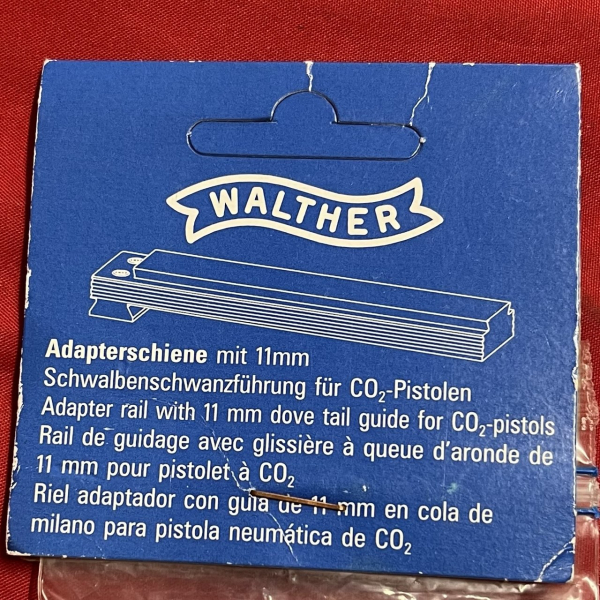 WALTHER
Adapterschiene mit 11mm
Schwalbenschwanzführung für CO₂-Pistolen
Adapter rail with 11 mm dove tail guide for CO₂-pistols
Rail de guidage avec glissière à queue d'aronde de
11 mm pour pistolet à CO₂
Riel adaptador con guía de 11 mm en cola de
milano para pistola neumática de CO₂